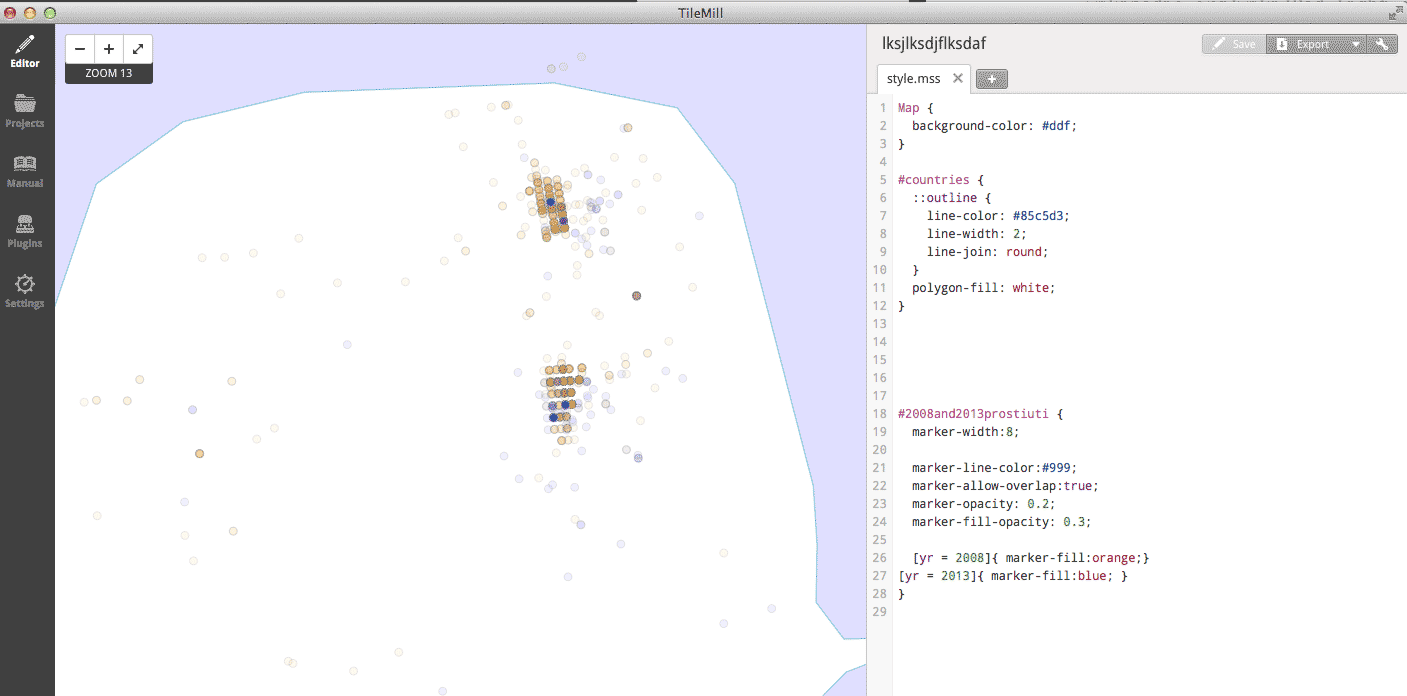 TileMill
Editor
Projects
Manual
Plugins
Settings
ZOOM 13
lksjlksdjflksdaf
Save
Export
style.mss
1 Map {
2 background-color: #ddf;
3 }
4
5 #countries {
6 ::outline {
7 line-color: #85c5d3;
8 line-width: 2;
9 line-join: round;
10 }
11 polygon-fill: white;
12 }
13
14
15
16
17
18 #2008and2013prostiuti {
19 marker-width:8;
20
21 marker-line-color:#999;
22 marker-allow-overlap:true;
23 marker-opacity: 0.2;
24 marker-fill-opacity: 0.3;
25
26 [yr = 2008]{ marker-fill:orange;}
27 [yr = 2013]{ marker-fill:blue; }
28 }
29